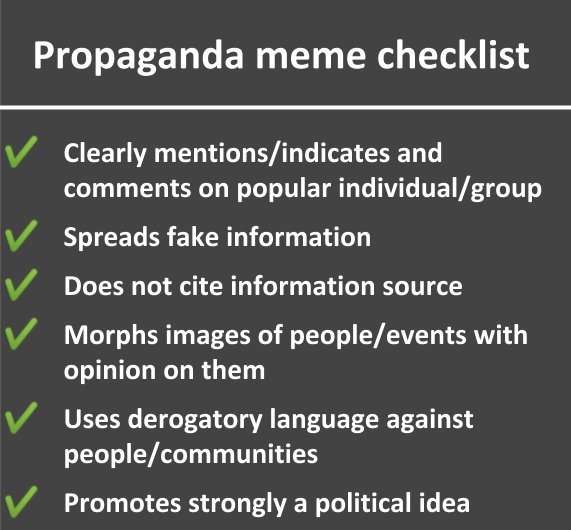 Propaganda meme checklist
Clearly mentions/indicates and
comments on popular individual/group
Spreads fake information
Does not cite information source
Morphs images of people/events with
opinion on them
Uses derogatory language against
people/communities
Promotes strongly a political idea